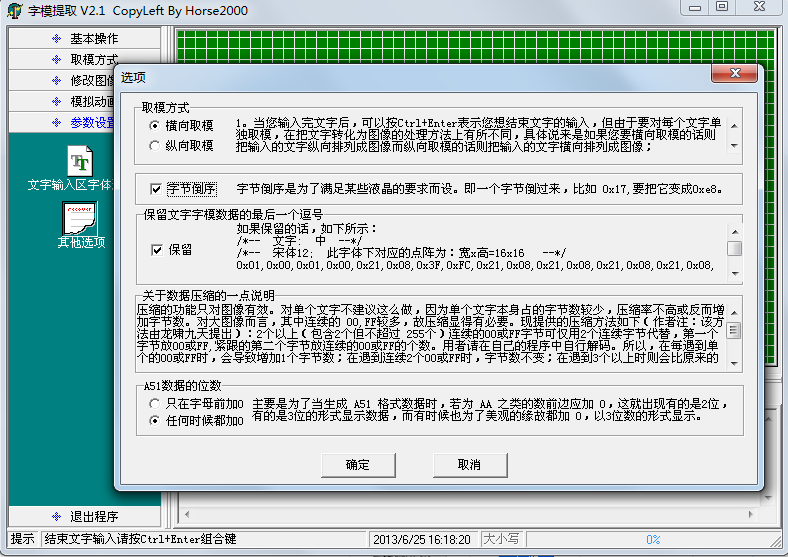 字模提取 V2.1 CopyLeft By Horse2000
基本操作
取模方式
修改图像
模拟动画
参数设置
文字输入区字体
其他选项
选项
取模方式
横向取模
纵向取模
1。当您输入完文字后，可以按Ctrl+Enter表示您想结束文字的输入，但由于要对每个文字单
独取模，在把文字转化为图像的处理方法上有所不同，具体说来是如果您要横向取模的话则
把输入的文字纵向排列成图像而纵向取模的话则把输入的文字横向排列成图像；
字节倒序
字节倒序是为了满足某些液晶的要求而设。即一个字节倒过来，比如 0x17,要把它变成0xe8。
保留文字字模数据的最后一个逗号
保留
如果保留的话，如下所示：
/*-- 文字: 中 --*/
/*-- 宋体12; 此字体下对应的点阵为：宽x高=16x16 --*/
0x01,0x00,0x01,0x00,0x21,0x08,0x3F,0xFC,0x21,0x08,0x21,0x08,0x21,0x08,0x21,0x08,
关于数据压缩的一点说明
压缩的功能只对图像有效。对单个文字不建议这么做，因为单个文字本身占的字节数较少，压缩率不高或反而增
加字节数。对大图像而言，其中连续的 00,FF较多，故压缩显得有必要。现提供的压缩方法如下（作者注：该方
法由龙啸九天提出）：2个以上（包含2个但不超过 255个）连续的00或FF字节可仅用2个连续字节代替，第一个
字节放00或FF,紧跟的第二个字节放连续的00或FF的个数。用者请在自己的程序中自行解码。所以，在每遇到单
个的00或FF时，会导致增加1个字节数；在遇到连续2个00或FF时，字节数不变；在遇到3个以上时则会比原来的
A51数据的位数
只在字母前加0
任何时候都加0
主要是为了当生成 A51 格式数据时，若为 AA 之类的数前边应加 0，这就出现有的是2位，
有的是3位的形式显示数据，而有时候也为了美观的缘故都加 0，以3位数的形式显示。
确定
取消
退出程序
提示
结束文字输入请按Ctrl+Enter组合键
2013/6/25 16:18:20
大小写
0%